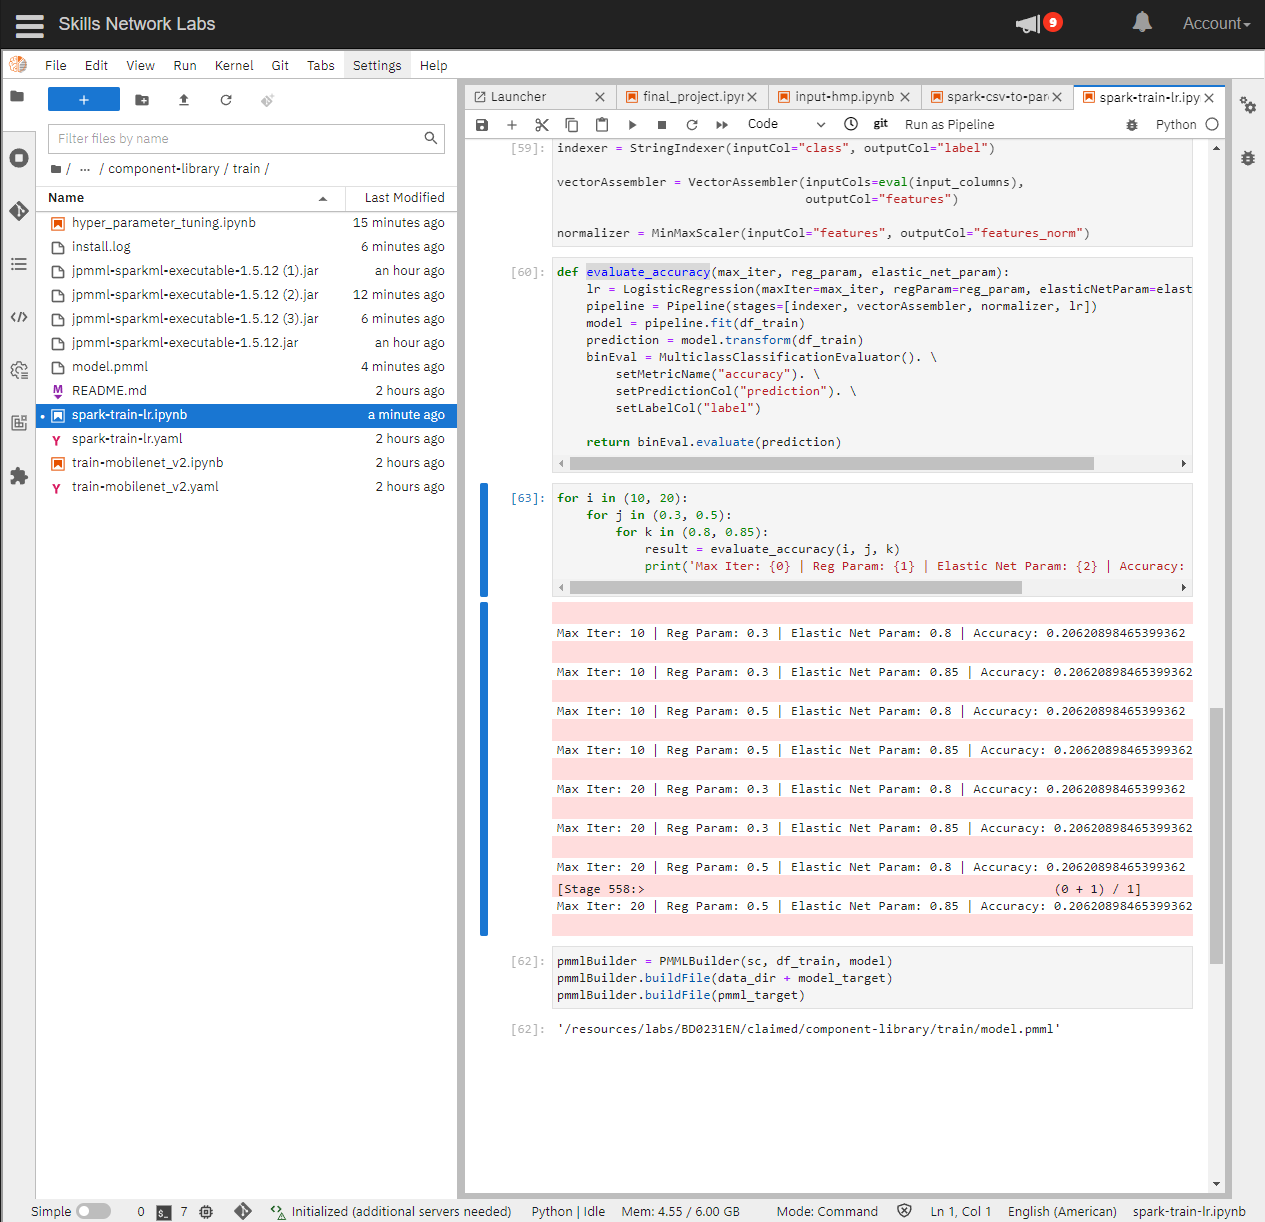 Skills Network Labs
9
Account
File Edit View Run Kernel Git Tabs Settings Help
+
Filter files by name
/ ... / component-library / train /
Name Last Modified
hyper_parameter_tuning.ipynb 15 minutes ago
install.log 6 minutes ago
jpmml-sparkml-executable-1.5.12 (1).jar an hour ago
jpmml-sparkml-executable-1.5.12 (2).jar 12 minutes ago
jpmml-sparkml-executable-1.5.12 (3).jar 6 minutes ago
jpmml-sparkml-executable-1.5.12.jar an hour ago
model.pmml 4 minutes ago
README.md 2 hours ago
spark-train-lr.ipynb a minute ago
spark-train-lr.yaml 2 hours ago
train-mobilenet_v2.ipynb 2 hours ago
train-mobilenet_v2.yaml 2 hours ago
Launcher final_project.ipyn input-hmp.ipynb spark-csv-to-par spark-train-lr.ipy
Code git Run as Pipeline Python
[59]: indexer = StringIndexer(inputCol="class", outputCol="label")
vectorAssembler = VectorAssembler(inputCols=eval(input_columns),
outputCol="features")
normalizer = MinMaxScaler(inputCol="features", outputCol="features_norm")
[60]: def evaluate_accuracy(max_iter, reg_param, elastic_net_param):
lr = LogisticRegression(maxIter=max_iter, regParam=reg_param, elasticNetParam=elast
pipeline = Pipeline(stages=[indexer, vectorAssembler, normalizer, lr])
model = pipeline.fit(df_train)
prediction = model.transform(df_train)
binEval = MulticlassClassificationEvaluator(). \
setMetricName("accuracy"). \
setPredictionCol("prediction"). \
setLabelCol("label")
return binEval.evaluate(prediction)
[63]: for i in (10, 20):
for j in (0.3, 0.5):
for k in (0.8, 0.85):
result = evaluate_accuracy(i, j, k)
print('Max Iter: {0} | Reg Param: {1} | Elastic Net Param: {2} | Accuracy:
Max Iter: 10 | Reg Param: 0.3 | Elastic Net Param: 0.8 | Accuracy: 0.20620898465399362
Max Iter: 10 | Reg Param: 0.3 | Elastic Net Param: 0.85 | Accuracy: 0.20620898465399362
Max Iter: 10 | Reg Param: 0.5 | Elastic Net Param: 0.8 | Accuracy: 0.20620898465399362
Max Iter: 10 | Reg Param: 0.5 | Elastic Net Param: 0.85 | Accuracy: 0.20620898465399362
Max Iter: 20 | Reg Param: 0.3 | Elastic Net Param: 0.8 | Accuracy: 0.20620898465399362
Max Iter: 20 | Reg Param: 0.3 | Elastic Net Param: 0.85 | Accuracy: 0.20620898465399362
Max Iter: 20 | Reg Param: 0.5 | Elastic Net Param: 0.8 | Accuracy: 0.20620898465399362
[Stage 558:> (0 + 1) / 1]
Max Iter: 20 | Reg Param: 0.5 | Elastic Net Param: 0.85 | Accuracy: 0.20620898465399362
[62]: pmmlBuilder = PMMLBuilder(sc, df_train, model)
pmmlBuilder.buildFile(data_dir + model_target)
pmmlBuilder.buildFile(pmml_target)
[62]: '/resources/labs/BD0231EN/claimed/component-library/train/model.pmml'
Simple 0 7 Initialized (additional servers needed) Python | Idle Mem: 4.55 / 6.00 GB Mode: Command Ln 1, Col 1 English (American) spark-train-lr.ipynb